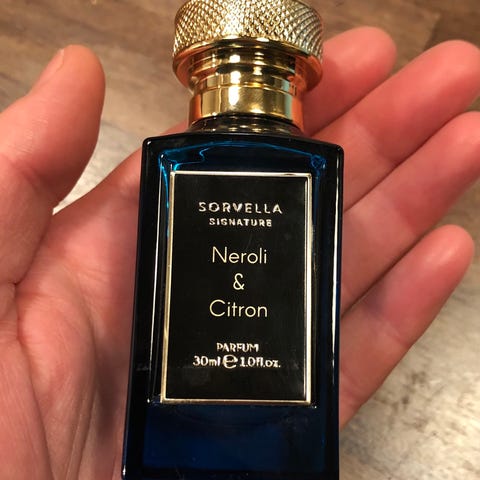 SORVELLA
SIGNATURE
Neroli
&
Citron
PARFUM
30ml ℮ 1.0fl.oz.